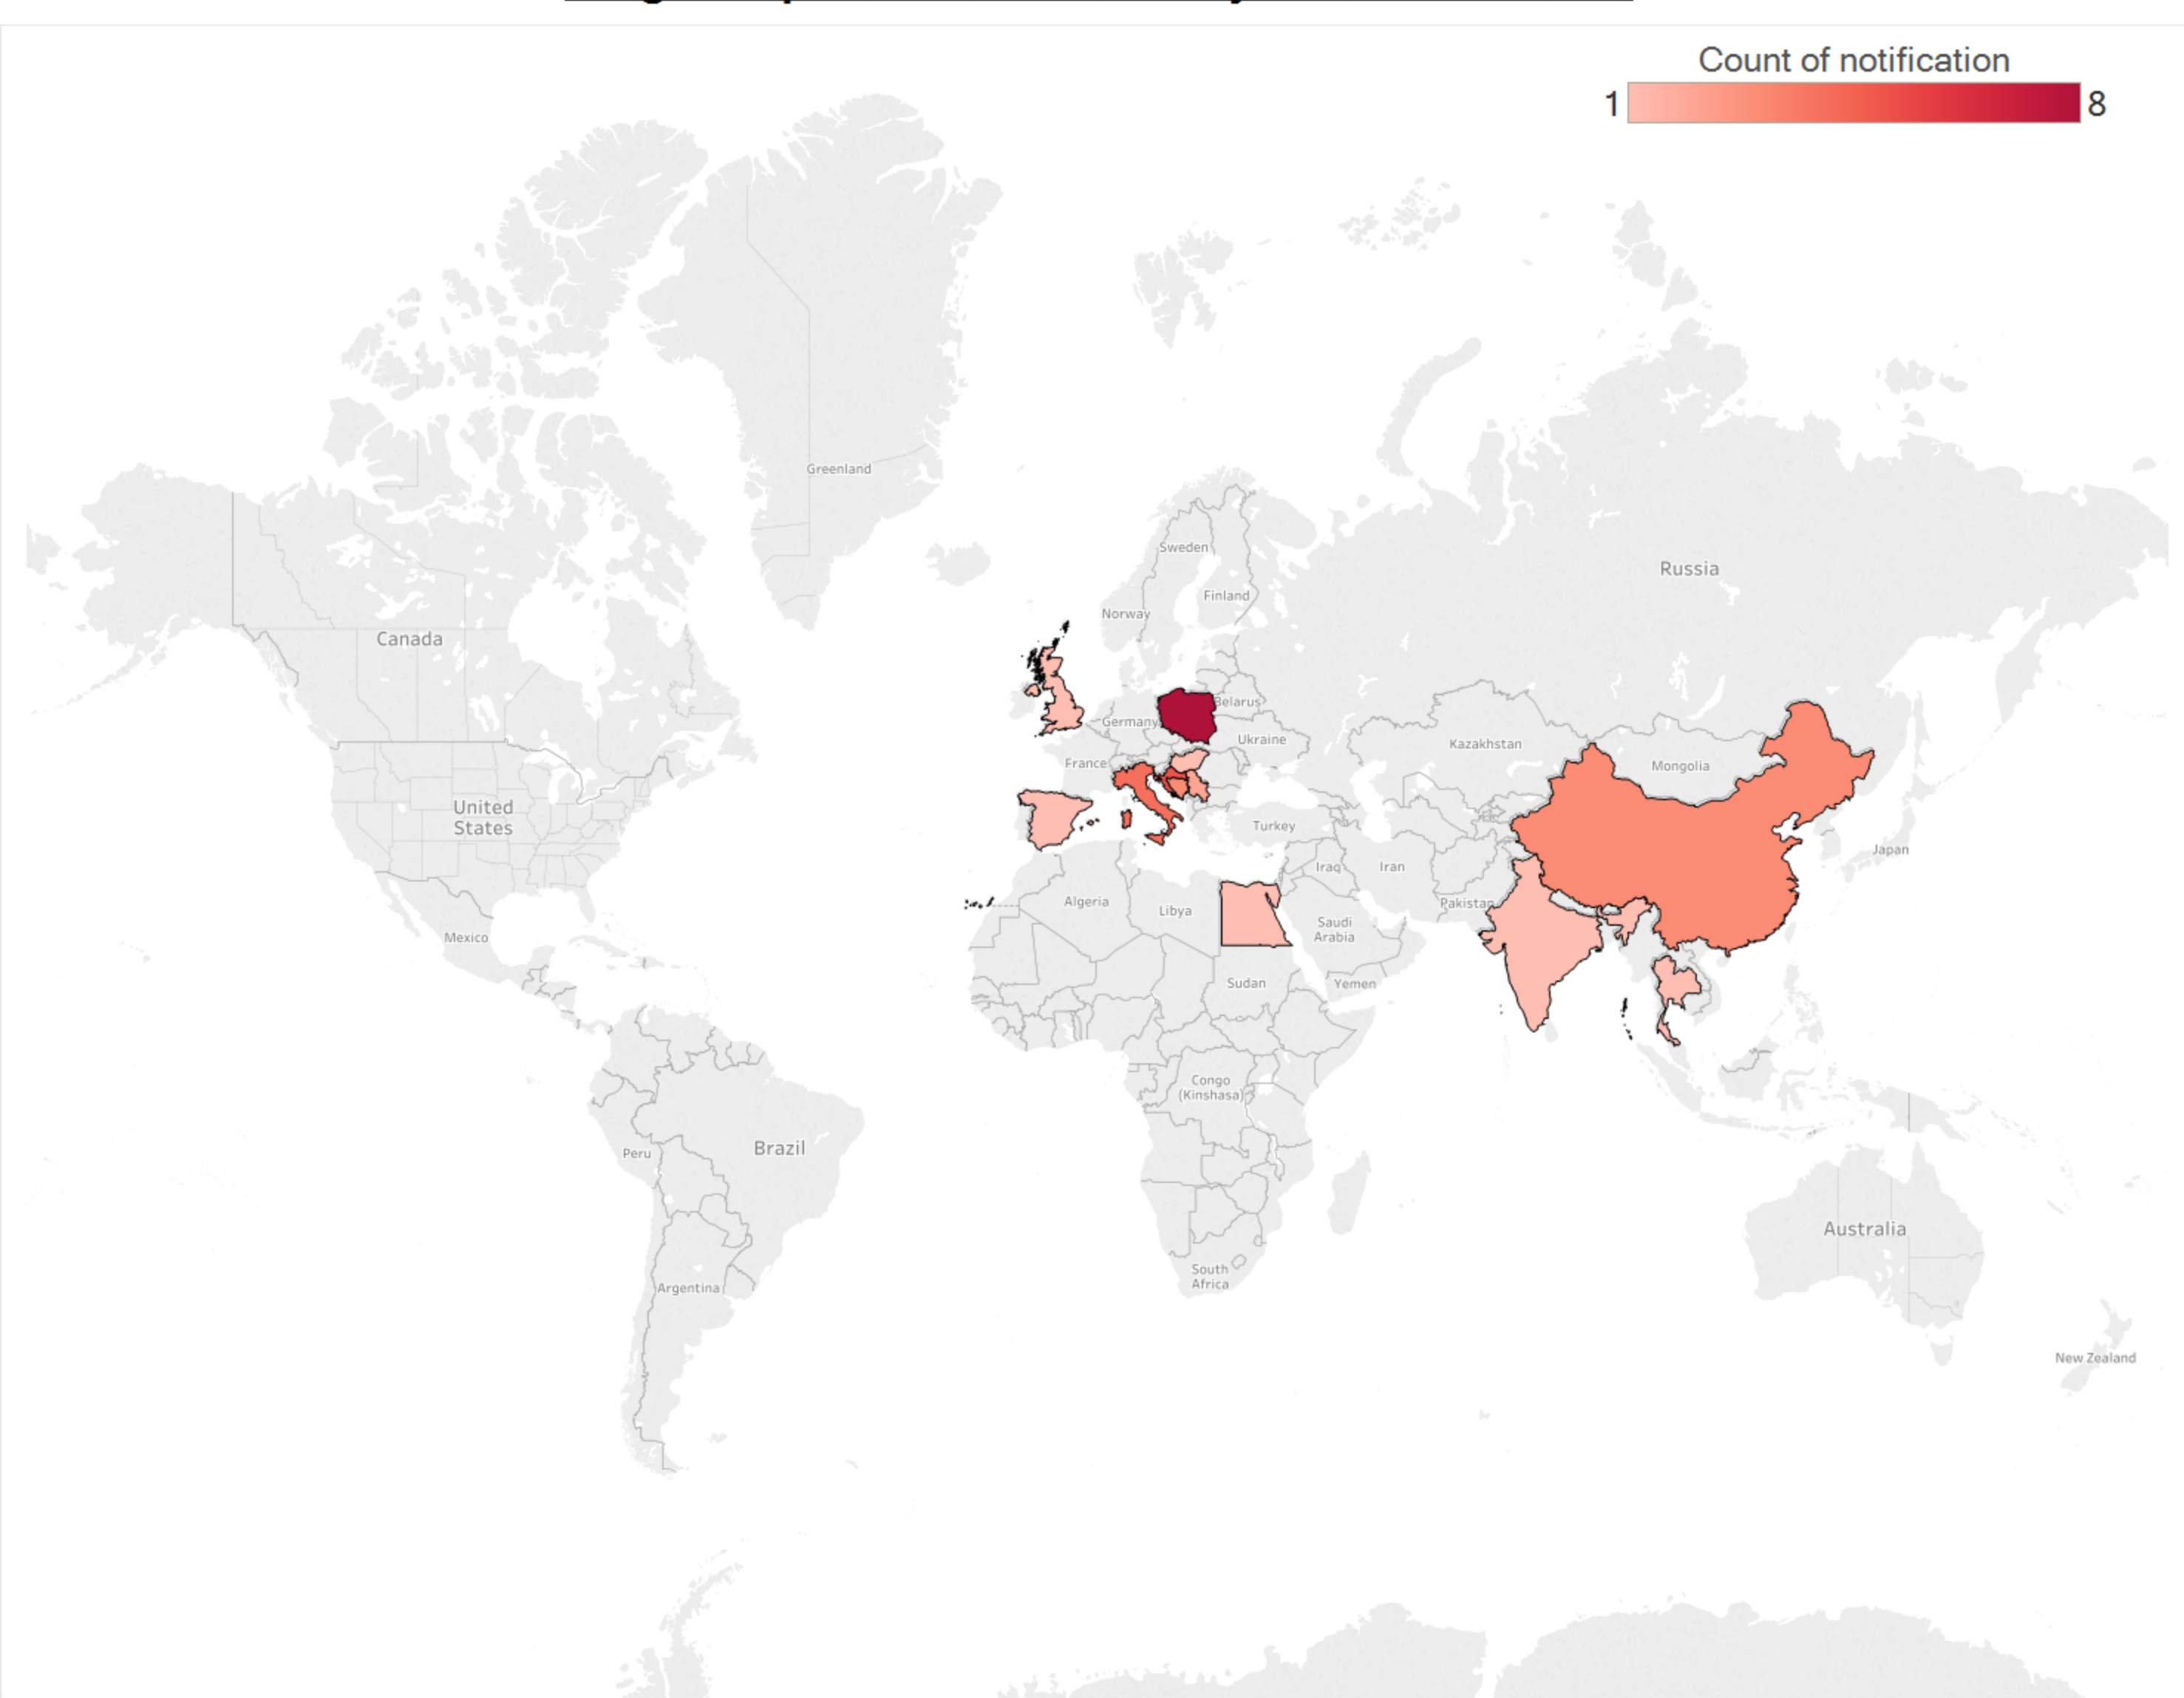 Count of notification
1
8
Greenland
Sweden
Finland
Russia
Norway
Canada
Belarus
Germany
Ukraine
Kazakhstan
France
Mongolia
United
States
Turkey
Japan
Iraq
Iran
Algeria
Pakistan
Libya
Saudi
Arabia
Mexico
Sudan
Yemen
Congo
(Kinshasa)
Brazil
Peru
Australia
South
Africa
Argentina
New Zealand